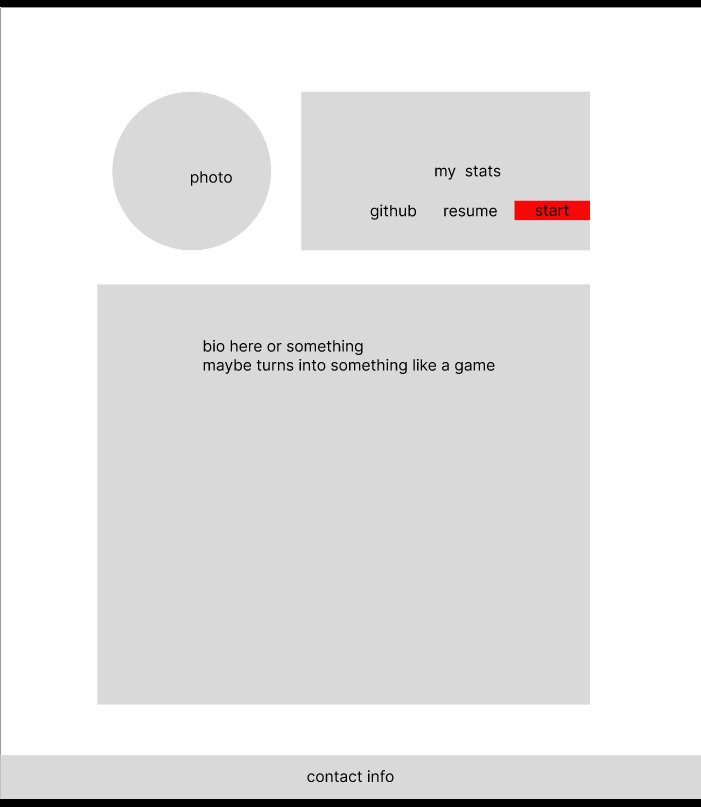 photo
my stats
github resume start
bio here or something
maybe turns into something like a game
contact info